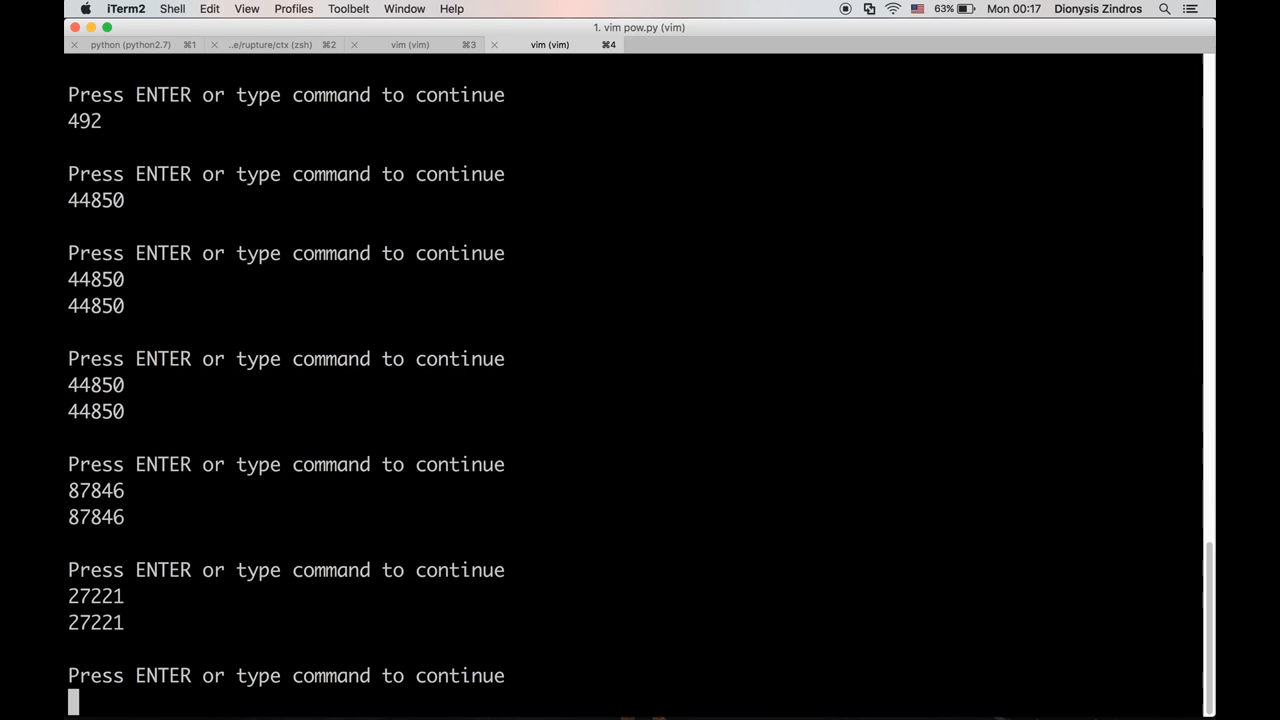 iTerm2 Shell Edit View Profiles Toolbelt Window Help 63% Mon 00:17 Dionysis Zindros
1. vim pow.py (vim)
python (python2.7) ⌘1 ..e/rupture/ctx (zsh) ⌘2 vim (vim) ⌘3 vim (vim) ⌘4
Press ENTER or type command to continue
492
Press ENTER or type command to continue
44850
Press ENTER or type command to continue
44850
44850
Press ENTER or type command to continue
44850
44850
Press ENTER or type command to continue
87846
87846
Press ENTER or type command to continue
27221
27221
Press ENTER or type command to continue